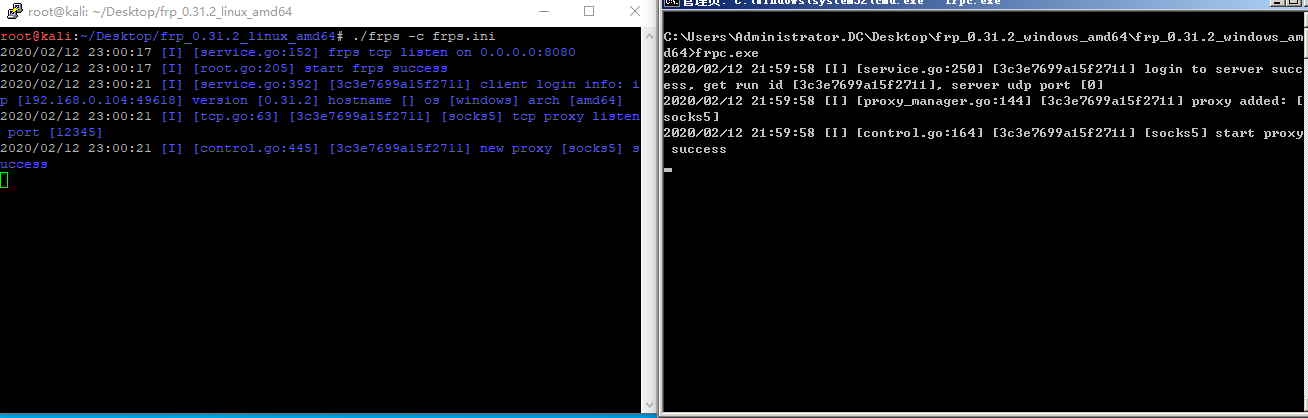 root@kali: ~/Desktop/frp_0.31.2_linux_amd64
root@kali:~/Desktop/frp_0.31.2_linux_amd64# ./frps -c frps.ini
2020/02/12 23:00:17 [I] [service.go:152] frps tcp listen on 0.0.0.0:8080
2020/02/12 23:00:17 [I] [root.go:205] start frps success
2020/02/12 23:00:21 [I] [service.go:392] [3c3e7699a15f2711] client login info: i
p [192.168.0.104:49618] version [0.31.2] hostname [] os [windows] arch [amd64]
2020/02/12 23:00:21 [I] [tcp.go:63] [3c3e7699a15f2711] [socks5] tcp proxy listen
 port [12345]
2020/02/12 23:00:21 [I] [control.go:445] [3c3e7699a15f2711] new proxy [socks5] s
uccess
管理员: C:\Windows\system32\cmd.exe - frpc.exe
C:\Users\Administrator.DC\Desktop\frp_0.31.2_windows_amd64\frp_0.31.2_windows_am
d64>frpc.exe
2020/02/12 21:59:58 [I] [service.go:250] [3c3e7699a15f2711] login to server succ
ess, get run id [3c3e7699a15f2711], server udp port [0]
2020/02/12 21:59:58 [I] [proxy_manager.go:144] [3c3e7699a15f2711] proxy added: [
socks5]
2020/02/12 21:59:58 [I] [control.go:164] [3c3e7699a15f2711] [socks5] start proxy
 success